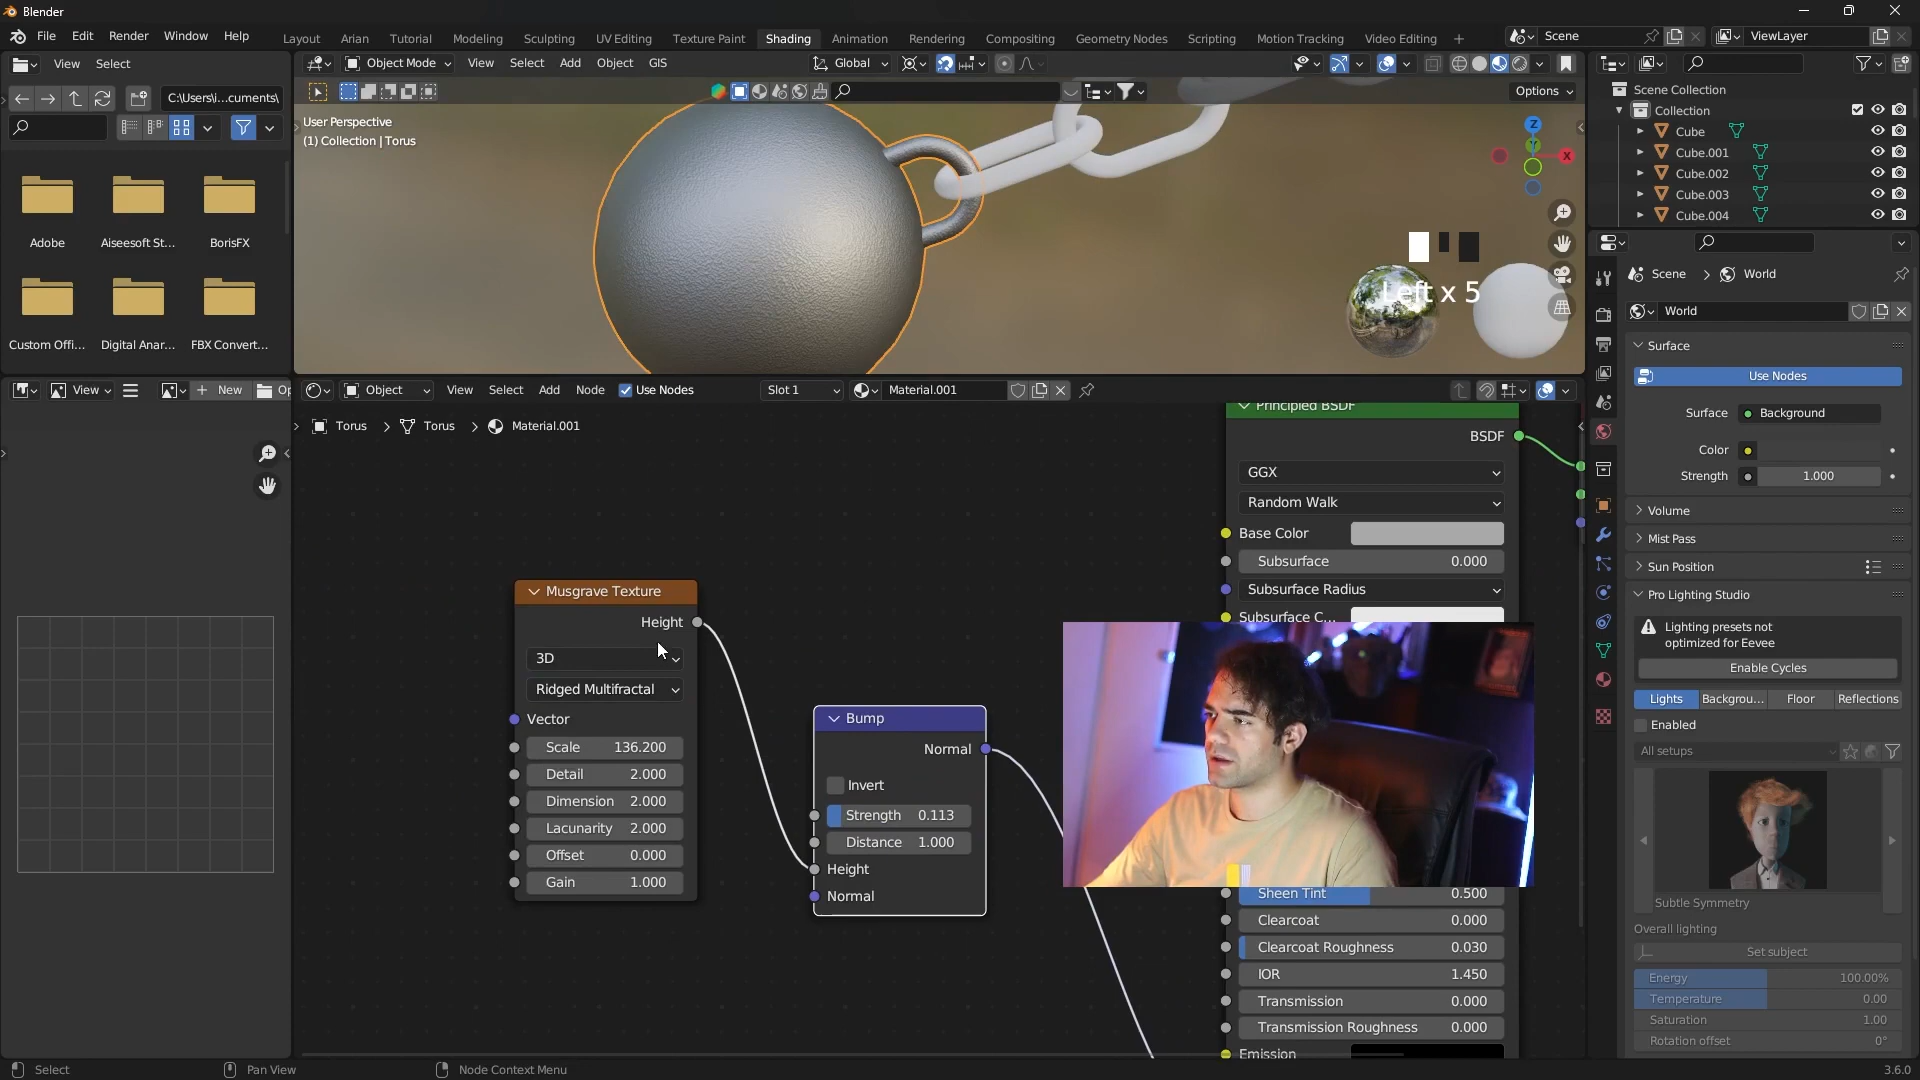 Blender
File Edit Render Window Help
Layout Arian Tutorial Modeling Sculpting UV Editing Texture Paint Shading Animation Rendering Compositing Geometry Nodes Scripting Motion Tracking Video Editing +
Scene
ViewLayer
View Select
Object Mode View Select Add Object GIS
Global
C:\Users\i...cuments\
Options
User Perspective
(1) Collection | Torus
Z
Y
X
Left x 5
Scene Collection
Collection
Cube
Cube.001
Cube.002
Cube.003
Cube.004
Adobe
Aiseesoft St...
BorisFX
Custom Offi...
Digital Anar...
FBX Convert...
Scene > World
World
Surface
Use Nodes
Surface Background
Color
Strength 1.000
Volume
Mist Pass
Sun Position
Pro Lighting Studio
Lighting presets not
optimized for Eevee
Enable Cycles
Lights Backgrou... Floor Reflections
Enabled
All setups
Subtle Symmetry
Overall lighting
Set subject
Energy 100.00%
Temperature 0.00
Saturation 1.00
Rotation offset 0°
View
+ New
Op
Object View Select Add Node Use Nodes
Slot 1
Material.001
Torus > Torus > Material.001
Principled BSDF
BSDF
GGX
Random Walk
Base Color
Subsurface 0.000
Subsurface Radius
Subsurface C...
Sheen Tint 0.500
Clearcoat 0.000
Clearcoat Roughness 0.030
IOR 1.450
Transmission 0.000
Transmission Roughness 0.000
Emission
Musgrave Texture
Height
3D
Ridged Multifractal
Vector
Scale 136.200
Detail 2.000
Dimension 2.000
Lacunarity 2.000
Offset 0.000
Gain 1.000
Bump
Normal
Invert
Strength 0.113
Distance 1.000
Height
Normal
Select
Pan View
Node Context Menu
3.6.0